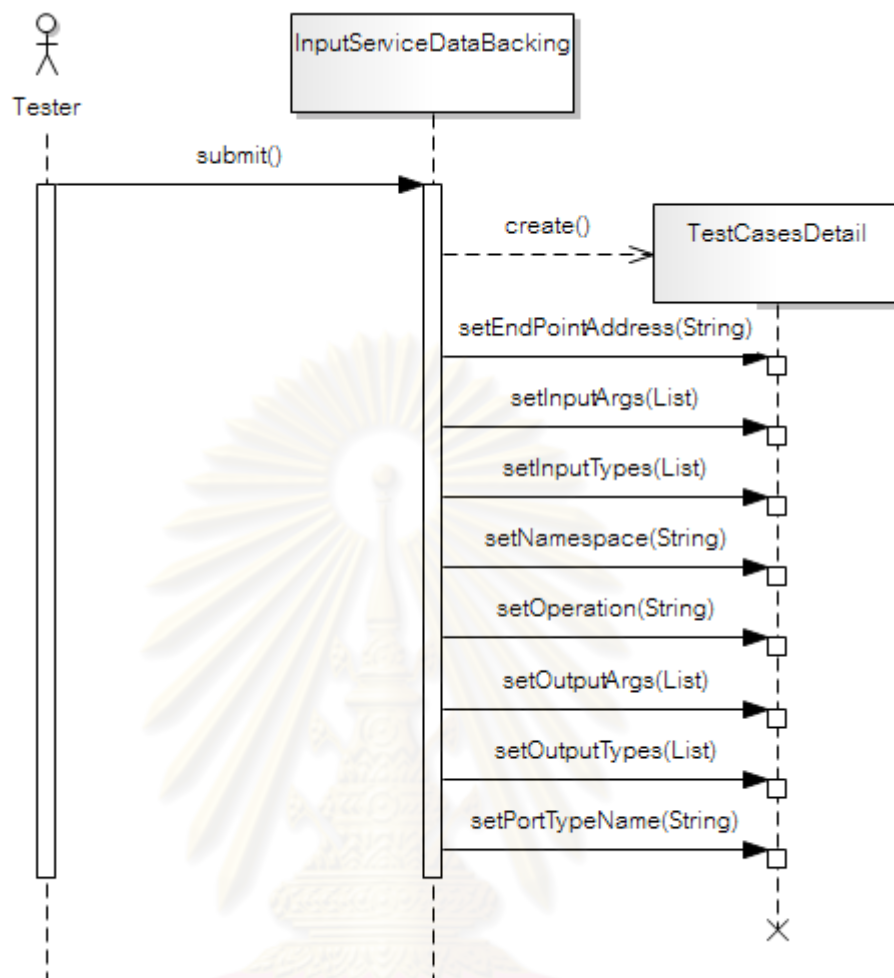 InputServiceDataBacking
Tester
submit()
create()
TestCasesDetail
setEndPointAddress(String)
setInputArgs(List)
setInputTypes(List)
setNamespace(String)
setOperation(String)
setOutputArgs(List)
setOutputTypes(List)
setPortTypeName(String)